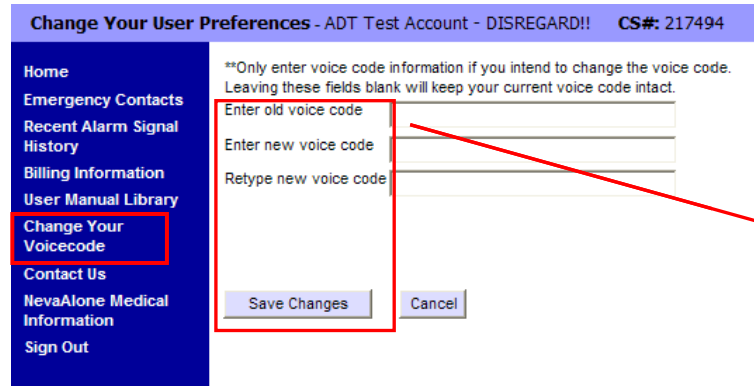 Change Your User Preferences - ADT Test Account - DISREGARD!! CS#: 217494
Home
Emergency Contacts
Recent Alarm Signal
History
Billing Information
User Manual Library
Change Your
Voicecode
Contact Us
NevaAlone Medical
Information
Sign Out
**Only enter voice code information if you intend to change the voice code.
Leaving these fields blank will keep your current voice code intact.
Enter old voice code
Enter new voice code
Retype new voice code
Save Changes Cancel